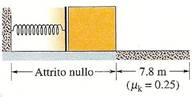 Attrito nullo
7.8 m
(μk = 0.25)